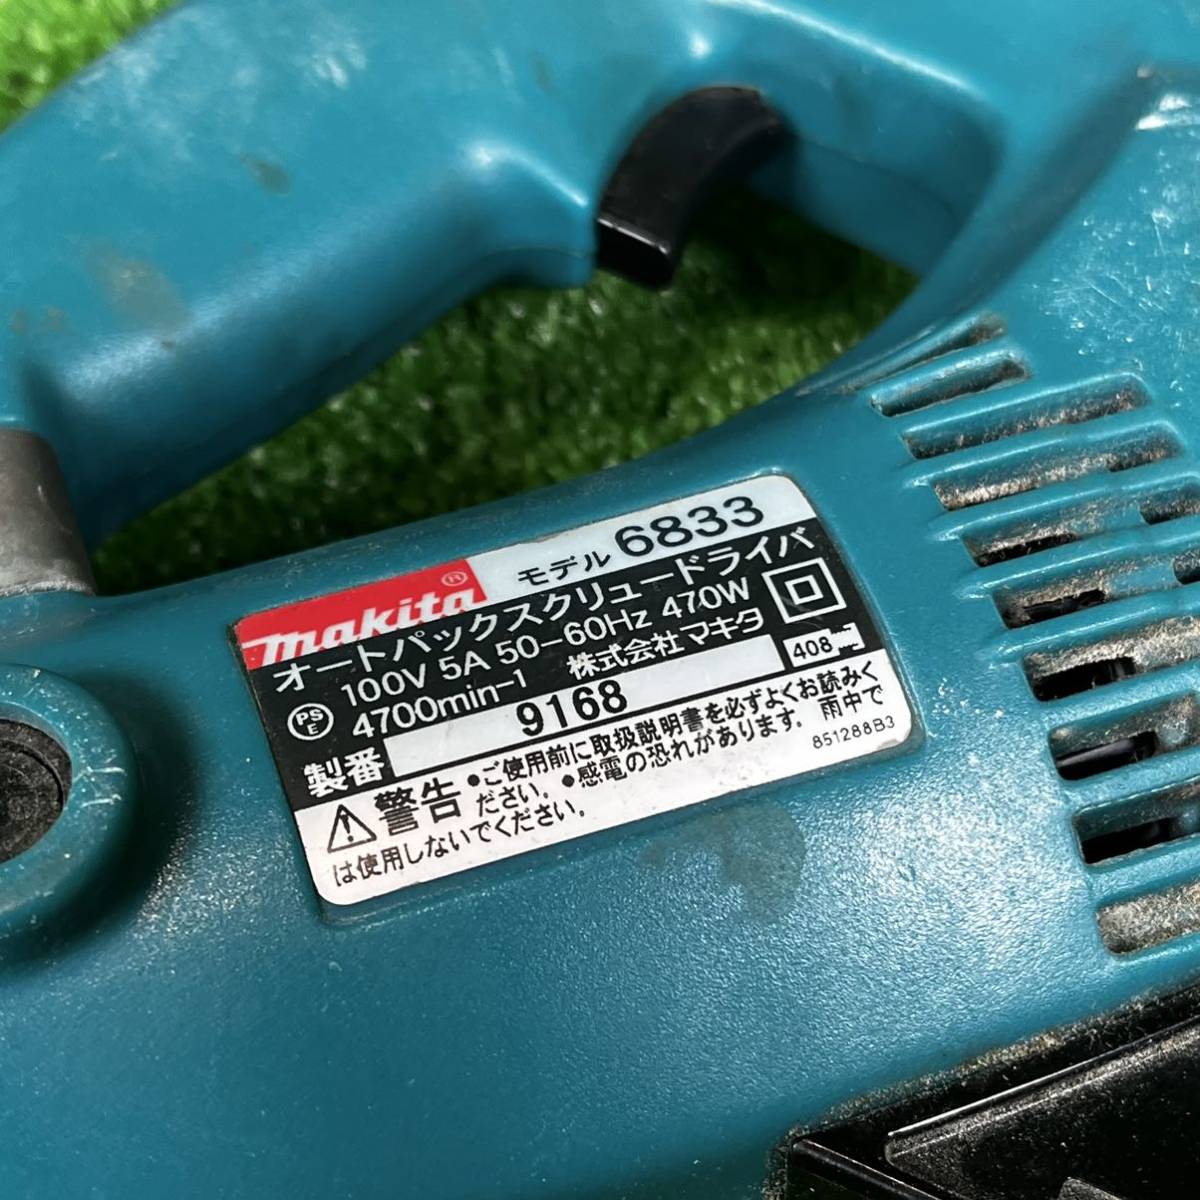 makita® モデル 6833
オートパックスクリュードライバ
100V 5A 50-60Hz 470W
PSE 4700min-1 株式会社マキタ
製番 9168 408
⚠警告 ●ご使用前に取扱説明書を必ずよくお読みく
ださい。●感電の恐れがあります。雨中で
は使用しないでください。
851288B3